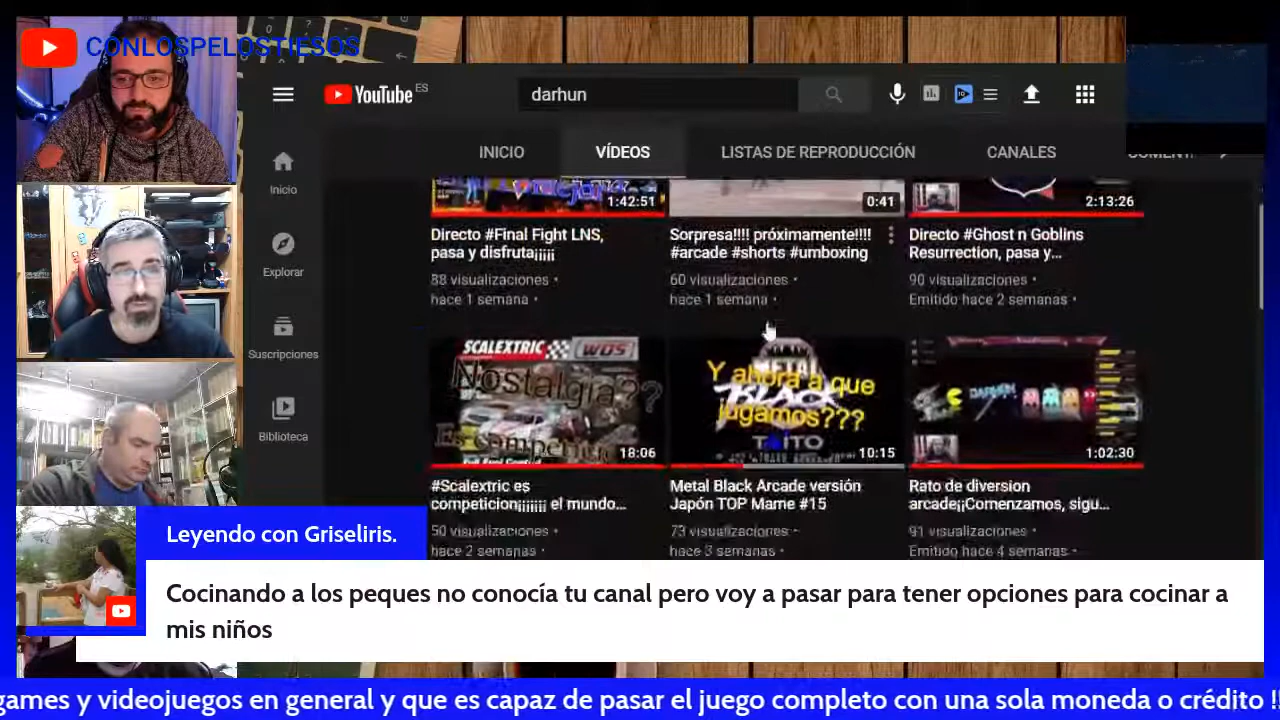 CONLOSPELOSTIESOS
YouTube ES
darhun
INICIO VÍDEOS LISTAS DE REPRODUCCIÓN CANALES
Inicio
Explorar
Suscripciones
Biblioteca
1:42:51
0:41
2:13:26
Directo #Final Fight LNS,
pasa y disfruta¡¡¡¡¡
88 visualizaciones •
hace 1 semana •
Sorpresa!!!! próximamente!!!!
#arcade #shorts #umboxing
60 visualizaciones •
hace 1 semana •
Directo #Ghost n Goblins
Resurrection, pasa y...
90 visualizaciones •
Emitido hace 2 semanas •
SCALEXTRIC WOS
Nostalgia??
Es competición
18:06
METAL
BLACK
Y ahora a que
jugamos???
TAITO
10:15
DARHUN
1:02:30
#Scalextric es
competicion¡¡¡¡¡¡¡ el mundo...
50 visualizaciones •
hace 2 semanas •
Metal Black Arcade versión
Japón TOP Mame #15
73 visualizaciones •
hace 3 semanas •
Rato de diversion
arcade¡¡Comenzamos, sigu...
91 visualizaciones •
Emitido hace 4 semanas •
Leyendo con Griseliris.
Cocinando a los peques no conocía tu canal pero voy a pasar para tener opciones para cocinar a
mis niños
games y videojuegos en general y que es capaz de pasar el juego completo con una sola moneda o crédito !!